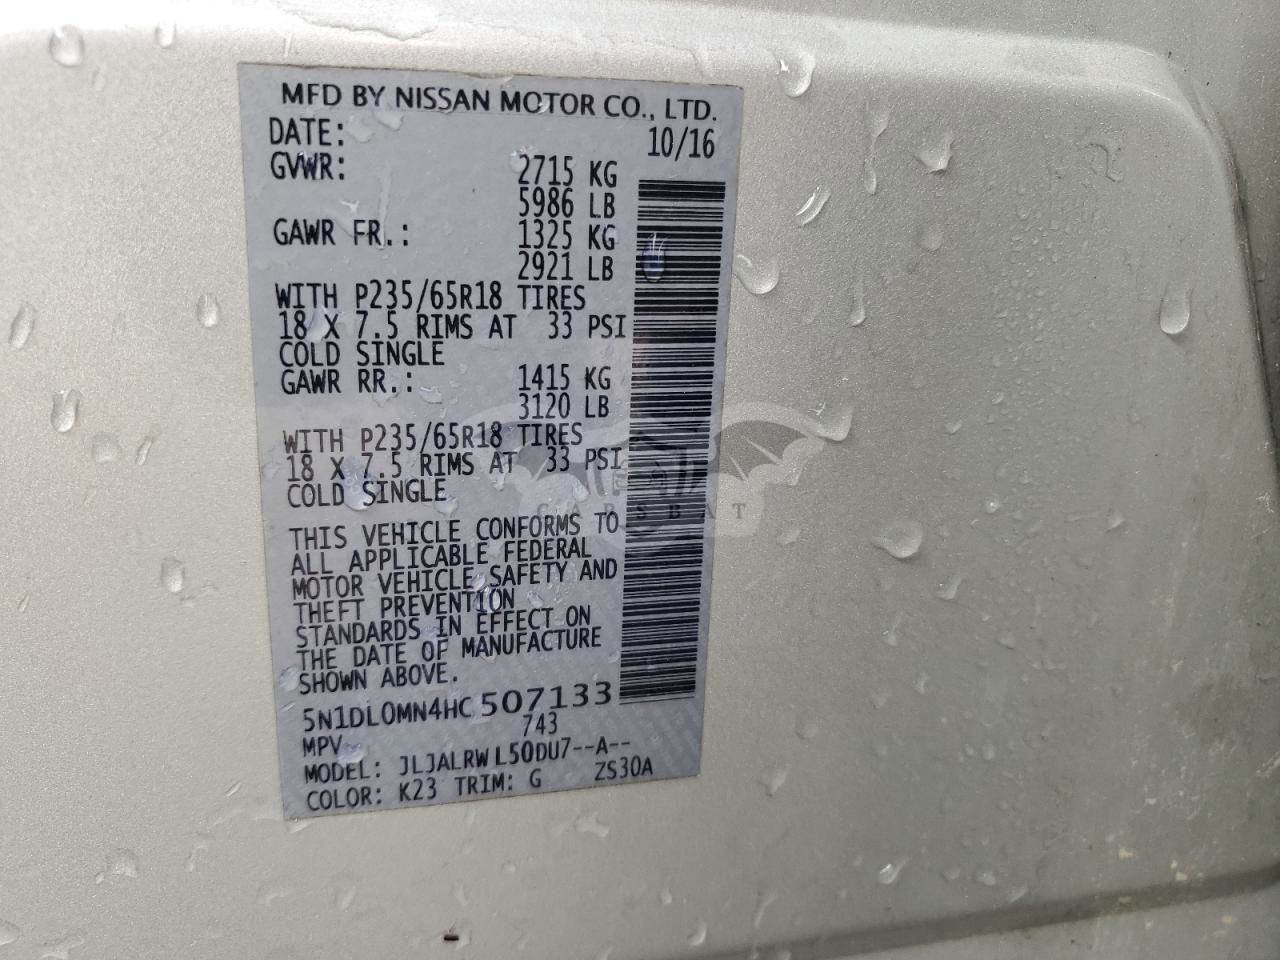 MFD BY NISSAN MOTOR CO., LTD.
DATE: 10/16
GVWR: 2715 KG
5986 LB
GAWR FR.: 1325 KG
2921 LB
WITH P235/65R18 TIRES
18 X 7.5 RIMS AT 33 PSI
COLD SINGLE
GAWR RR.: 1415 KG
3120 LB
WITH P235/65R18 TIRES
18 X 7.5 RIMS AT 33 PSI
COLD SINGLE
CARSBAT
THIS VEHICLE CONFORMS TO
ALL APPLICABLE FEDERAL
MOTOR VEHICLE SAFETY AND
THEFT PREVENTION
STANDARDS IN EFFECT ON
THE DATE OF MANUFACTURE
SHOWN ABOVE.
5N1DL0MN4HC507133
MPV 743
MODEL: JLJALRW L50DU7--A--
COLOR: K23 TRIM: G ZS30A